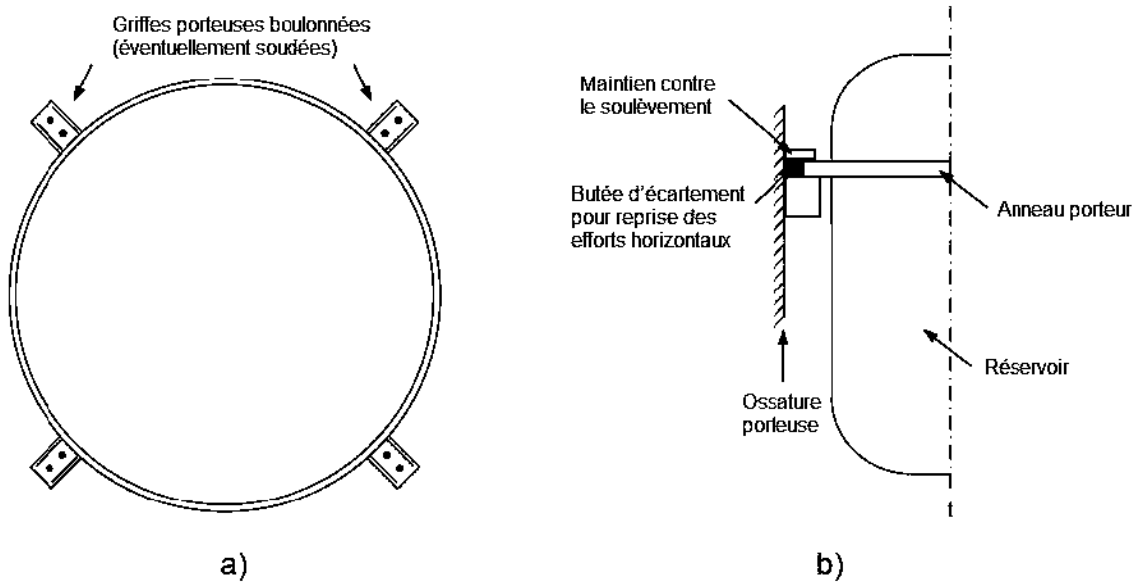 Griffes porteuses boulonnées
(éventuellement soudées)
Maintien contre
le soulèvement
Butée d'écartement
pour reprise des
efforts horizontaux
Anneau porteur
Réservoir
Ossature
porteuse
a)
b)